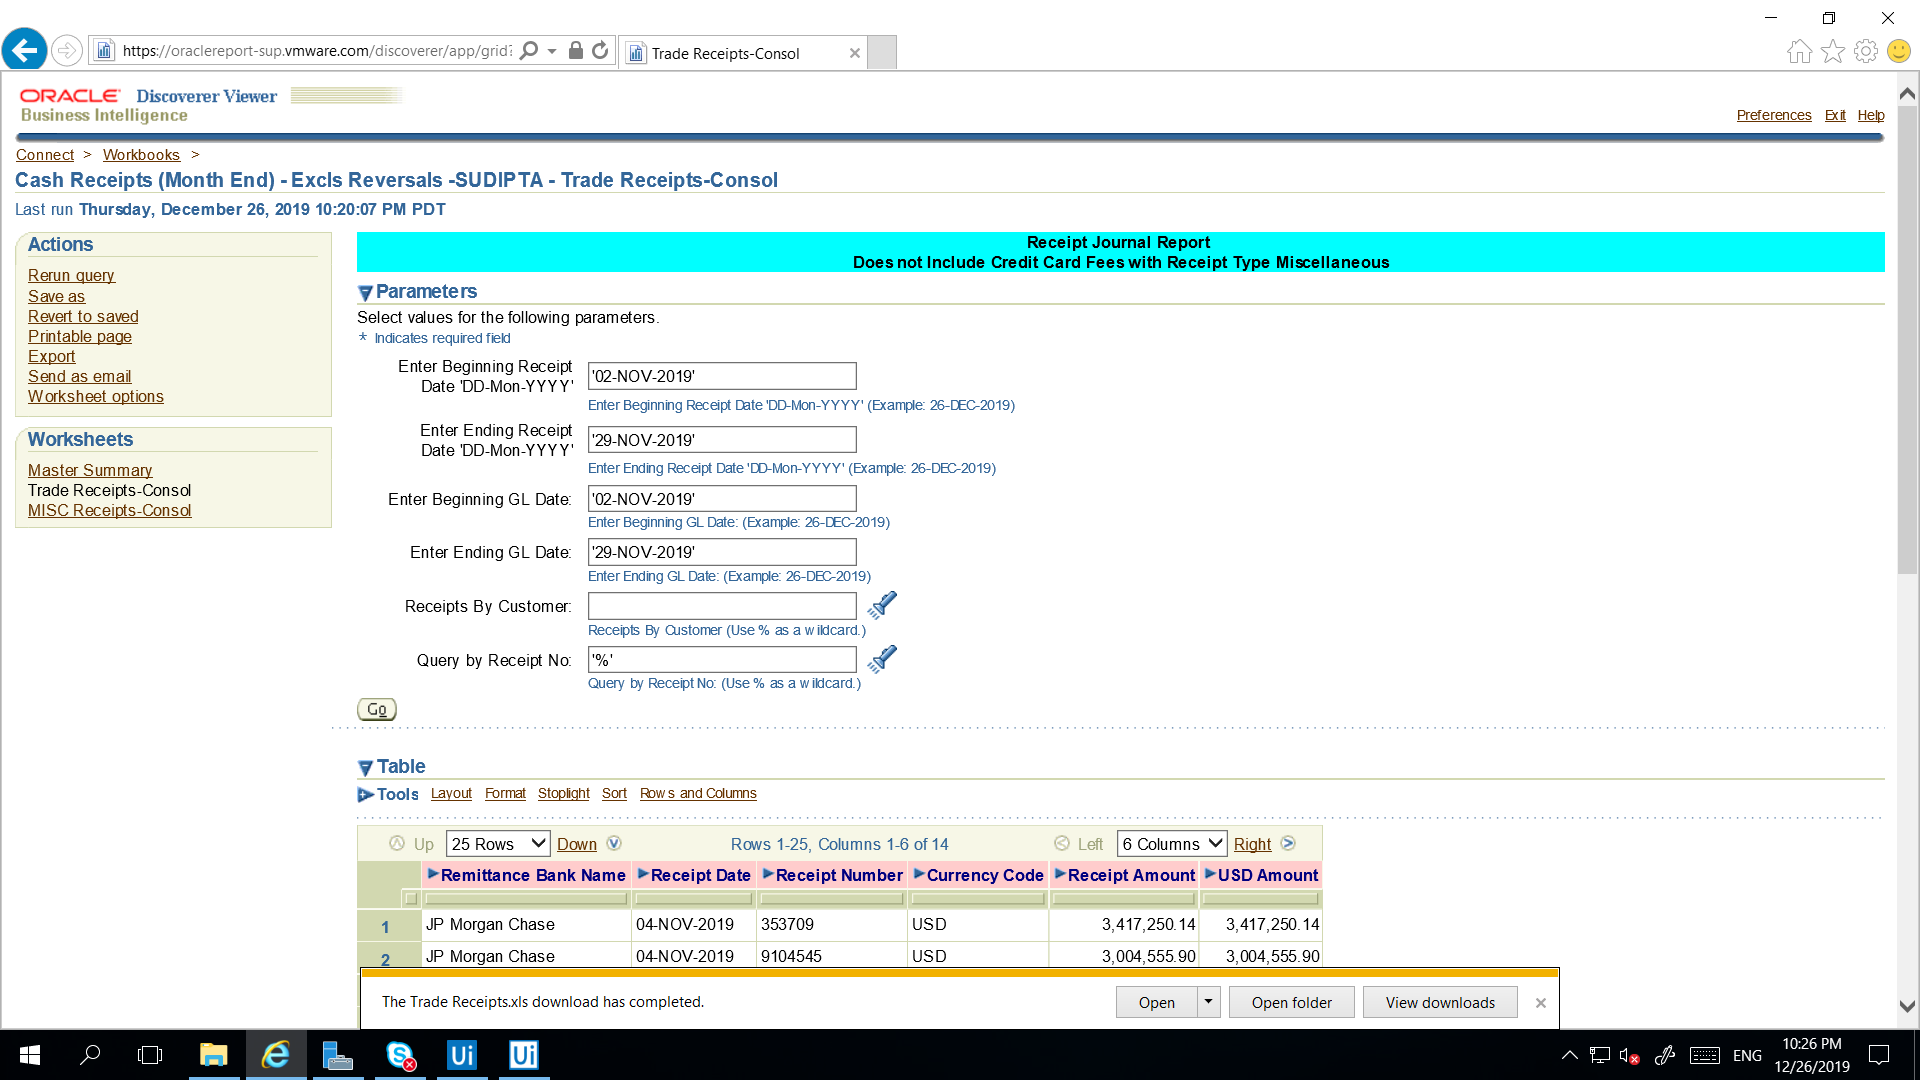 https://oraclereport-sup.vmware.com/discoverer/app/grid?
Trade Receipts-Consol
ORACLE Discoverer Viewer
Business Intelligence
Preferences Exit Help
Connect > Workbooks >
Cash Receipts (Month End) - Excls Reversals -SUDIPTA - Trade Receipts-Consol
Last run Thursday, December 26, 2019 10:20:07 PM PDT
Actions
Rerun query
Save as
Revert to saved
Printable page
Export
Send as email
Worksheet options
Worksheets
Master Summary
Trade Receipts-Consol
MISC Receipts-Consol
Receipt Journal Report
Does not Include Credit Card Fees with Receipt Type Miscellaneous
Parameters
Select values for the following parameters.
* Indicates required field
Enter Beginning Receipt Date 'DD-Mon-YYYY' '02-NOV-2019'
Enter Beginning Receipt Date 'DD-Mon-YYYY' (Example: 26-DEC-2019)
Enter Ending Receipt Date 'DD-Mon-YYYY' '29-NOV-2019'
Enter Ending Receipt Date 'DD-Mon-YYYY' (Example: 26-DEC-2019)
Enter Beginning GL Date: '02-NOV-2019'
Enter Beginning GL Date: (Example: 26-DEC-2019)
Enter Ending GL Date: '29-NOV-2019'
Enter Ending GL Date: (Example: 26-DEC-2019)
Receipts By Customer:
Receipts By Customer (Use % as a wildcard.)
Query by Receipt No: '%'
Query by Receipt No: (Use % as a wildcard.)
Go
Table
Tools Layout Format Stoplight Sort Rows and Columns
Up 25 Rows Down Rows 1-25, Columns 1-6 of 14 Left 6 Columns Right
Remittance Bank Name Receipt Date Receipt Number Currency Code Receipt Amount USD Amount
1 JP Morgan Chase 04-NOV-2019 353709 USD 3,417,250.14 3,417,250.14
2 JP Morgan Chase 04-NOV-2019 9104545 USD 3,004,555.90 3,004,555.90
The Trade Receipts.xls download has completed.
Open Open folder View downloads
Ui Ui
ENG
10:26 PM
12/26/2019